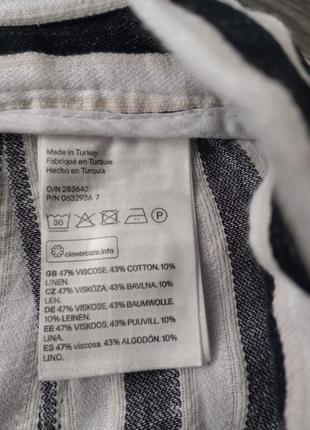 Made in Turkey
Fabriqué en Turquie
Hecho en Turquía
O/N 283643
P/N 0632936 7
30
P
clevercare.info
GB 47% VISCOSE. 43% COTTON. 10%
LINEN.
CZ 47% VISKÓZA. 43% BAVLNA. 10%
LEN.
DE 47% VISKOSE. 43% BAUMWOLLE.
10% LEINEN.
EE 47% VISKOOS. 43% PUUVILL. 10%
LINA.
ES 47% viscosa. 43% ALGODÓN. 10%
LINO.